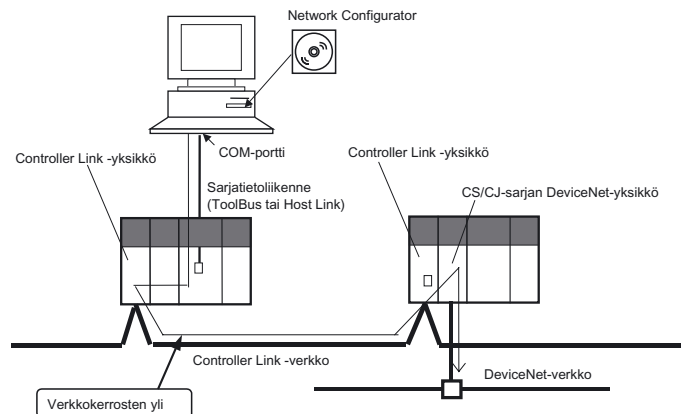 Network Configurator
COM-portti
Controller Link -yksikkö
Controller Link -yksikkö
Sarjatietoliikenne
(ToolBus tai Host Link)
CS/CJ-sarjan DeviceNet-yksikkö
Controller Link -verkko
DeviceNet-verkko
Verkkokerrosten yli